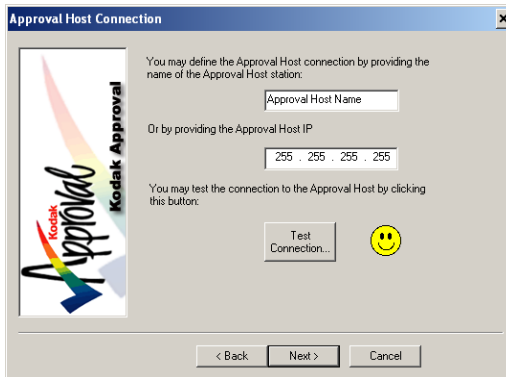 Approval Host Connection
You may define the Approval Host connection by providing the
name of the Approval Host station:
Approval Host Name
Or by providing the Approval Host IP
255 . 255 . 255 . 255
You may test the connection to the Approval Host by clicking
this button:
Test
Connection...
Kodak
Approval
Kodak Approval
< Back
Next >
Cancel